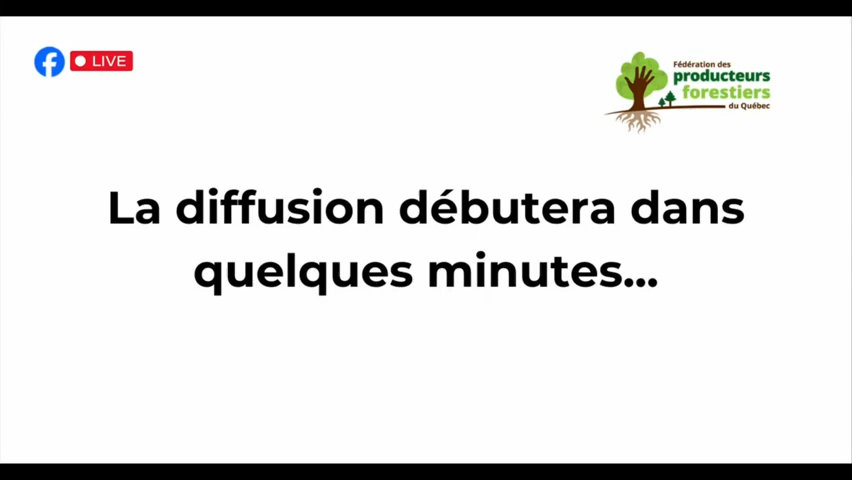 LIVE
Fédération des
producteurs
forestiers
du Québec
La diffusion débutera dans
quelques minutes...